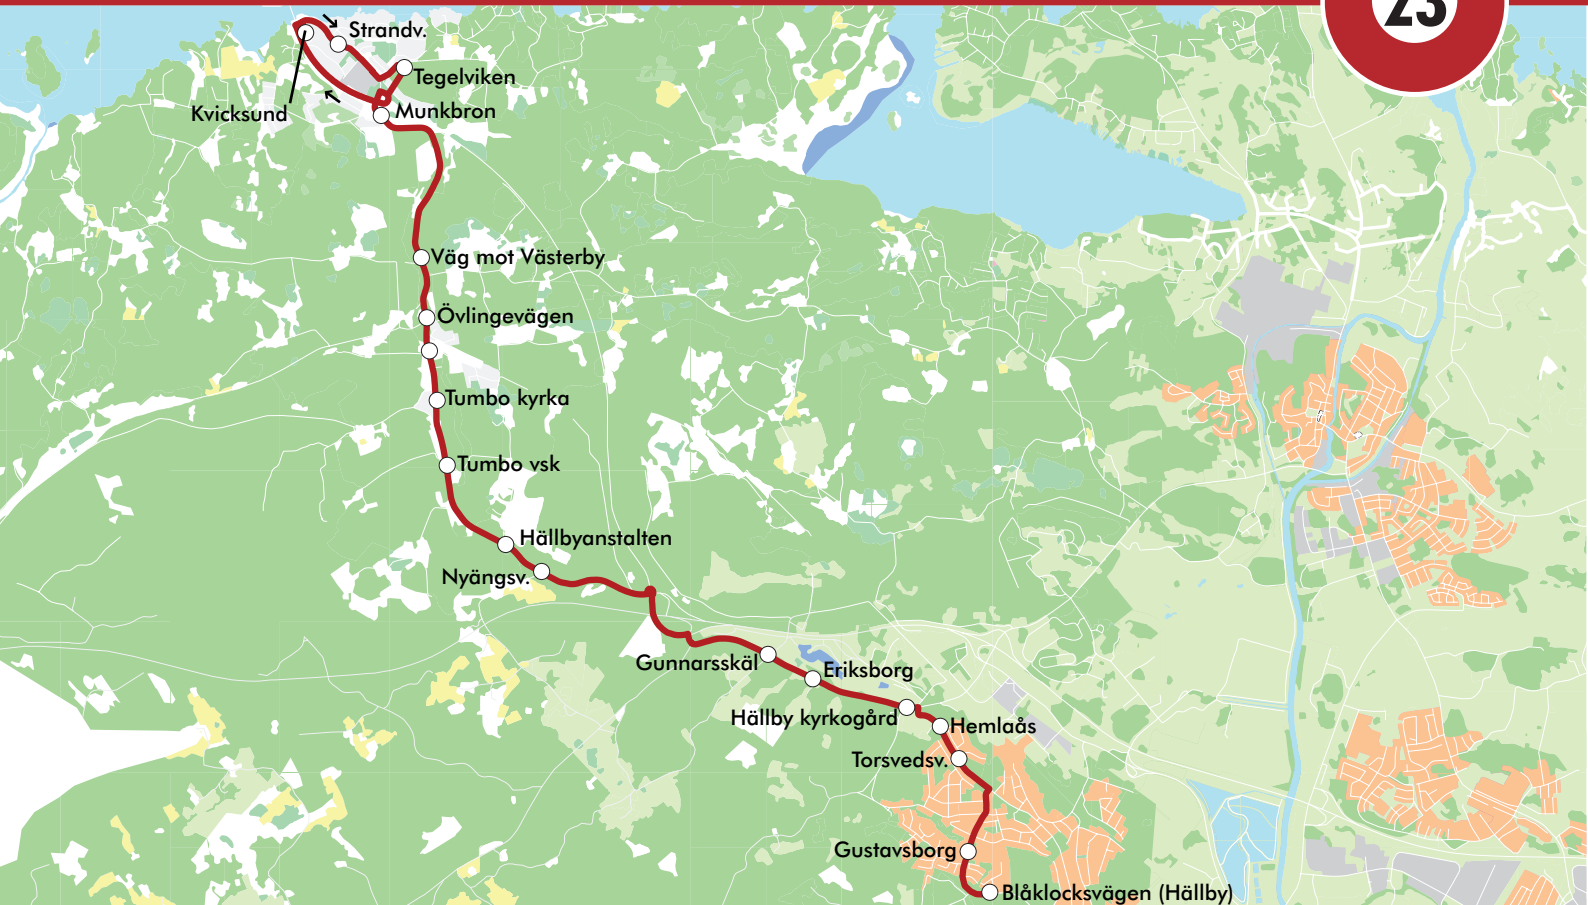 23
Strandv.
Tegelviken
Kvicksund
Munkbron
Väg mot Västerby
Övlingevägen
Tumbo kyrka
Tumbo vsk
Hällbyanstalten
Nyängsv.
Gunnarsskäl
Eriksborg
Hällby kyrkogård
Hemlaås
Torsvedsv.
Gustavsborg
Blåklocksvägen (Hällby)